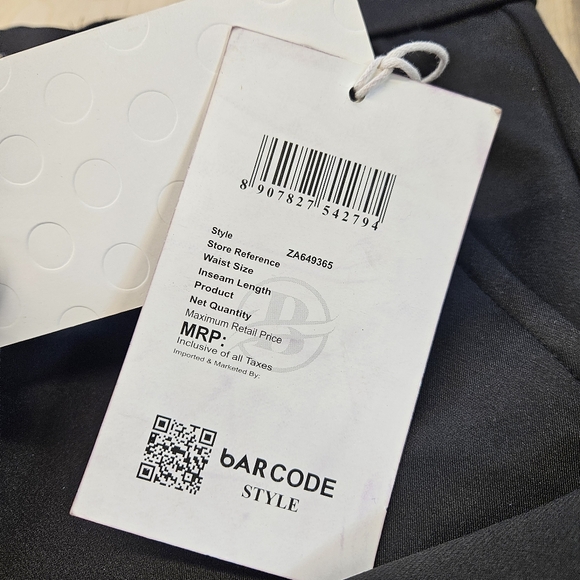 8 907827 542794
Style ZA649365
Store Reference
Waist Size
Inseam Length
Product
Net Quantity
Maximum Retail Price
MRP:
Inclusive of all Taxes
Imported & Marketed By:
B
bARCODE
STYLE